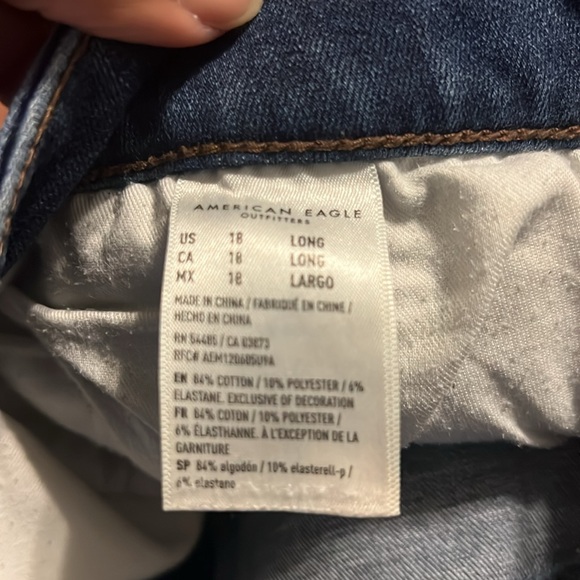 AMERICAN EAGLE
OUTFITTERS
US 18 LONG
CA 18 LONG
MX 18 LARGO
MADE IN CHINA / FABRIQUÉ EN CHINE /
HECHO EN CHINA
RN 54485 / CA 03873
RFC# AEM120605U9A
EN 84% COTTON / 10% POLYESTER / 6%
ELASTANE. EXCLUSIVE OF DECORATION
FR 84% COTON / 10% POLYESTER /
6% ÉLASTHANNE. À L'EXCEPTION DE LA
GARNITURE
SP 84% algodón / 10% elasterell-p /
6% elastano